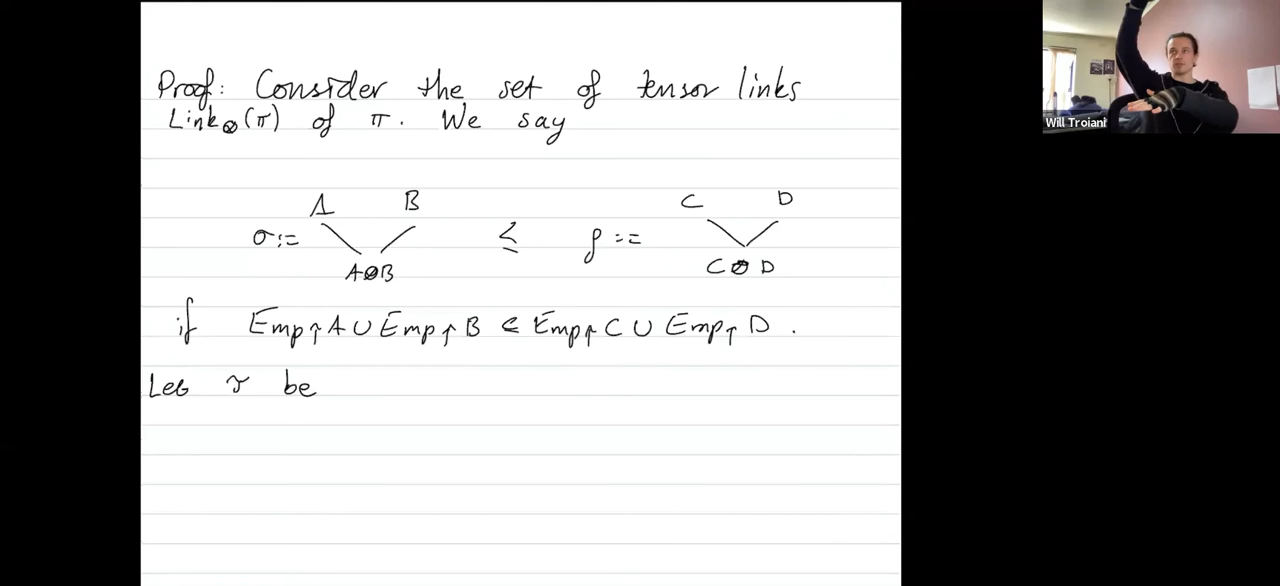 Proof: Consider the set of tensor links
Link⊗(π) of π. We say
A B C D
σ := ≤ ρ :=
A⊗B C⊗D
if Emp↑A ∪ Emp↑B ⊆ Emp↑C ∪ Emp↑D.
Let τ be
Will Troiani